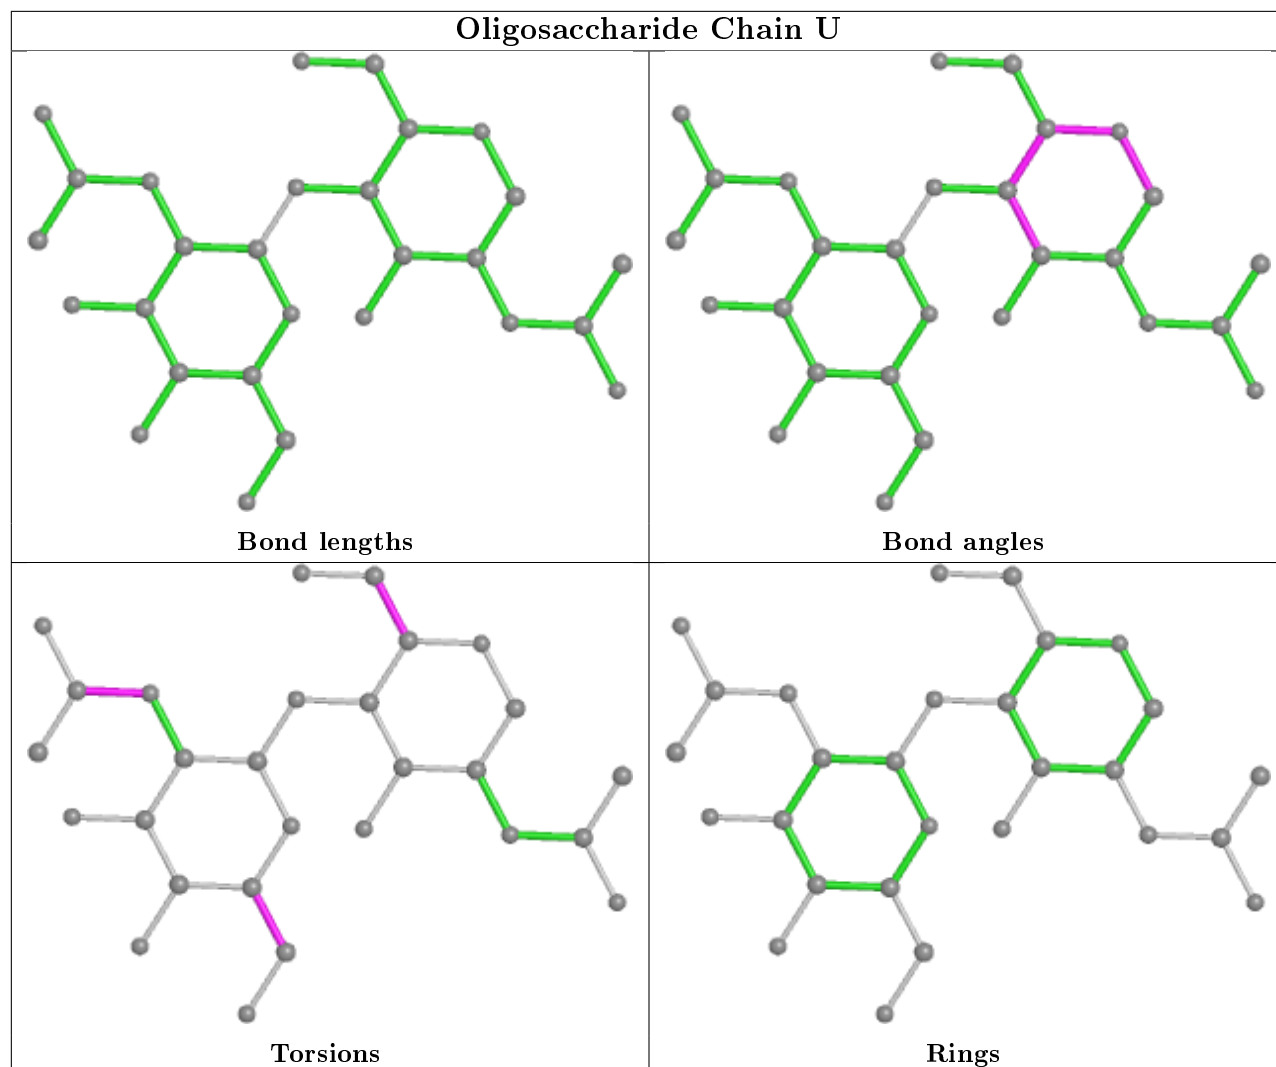 Oligosaccharide Chain U
Bond lengths
Bond angles
Torsions
Rings